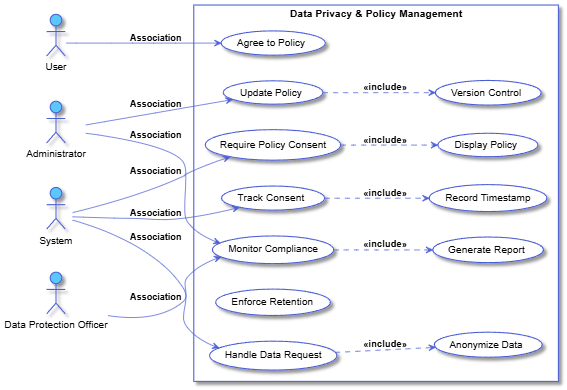 Data Privacy & Policy Management
User
Association
Agree to Policy
Administrator
Association
Update Policy
«include»
Version Control
Association
Require Policy Consent
«include»
Display Policy
System
Association
Track Consent
«include»
Record Timestamp
Association
Monitor Compliance
«include»
Generate Report
Association
Data Protection Officer
Association
Enforce Retention
Handle Data Request
«include»
Anonymize Data